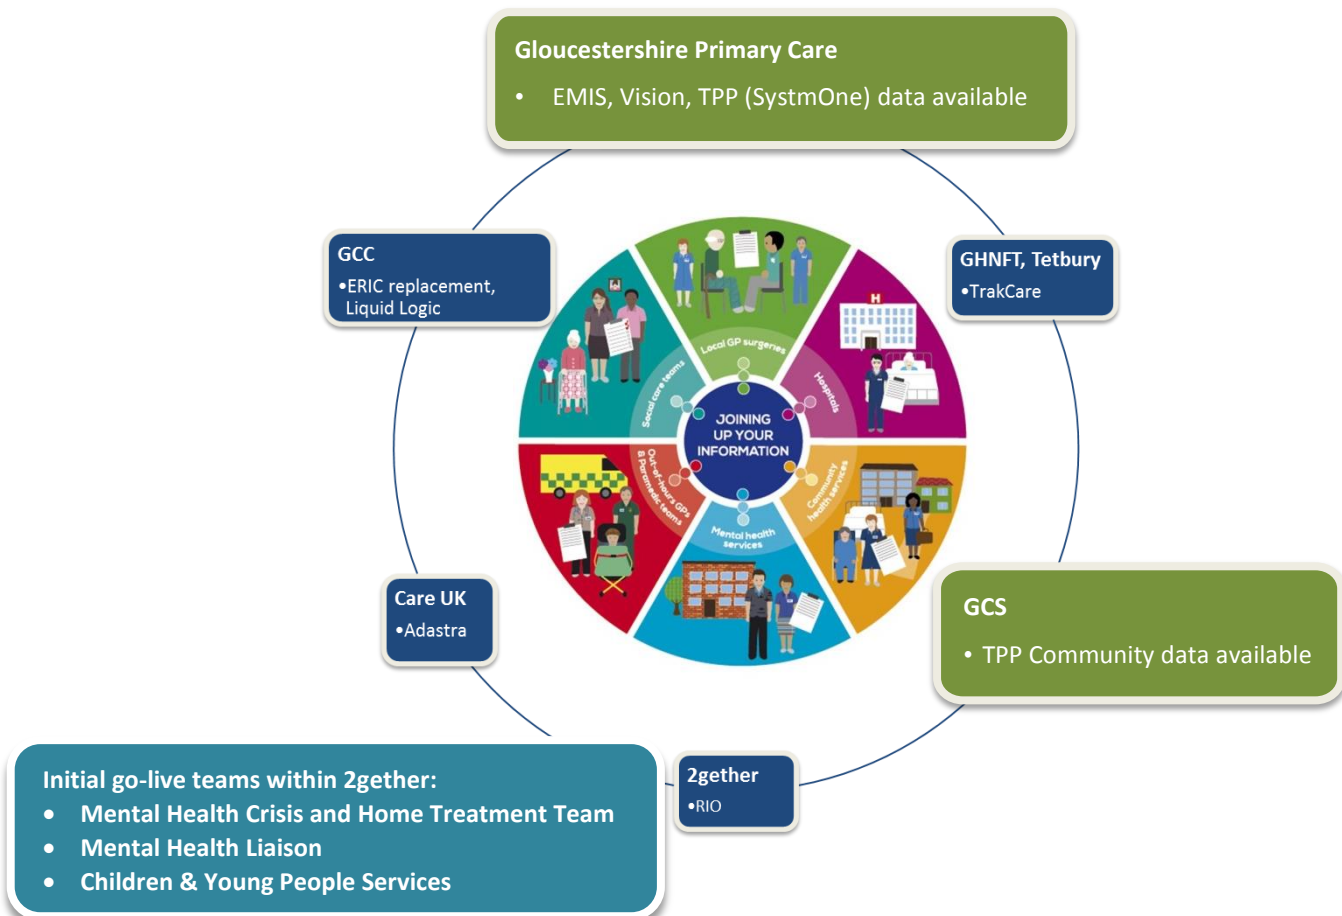 Gloucestershire Primary Care
• EMIS, Vision, TPP (SystmOne) data available
GCC
•ERIC replacement,
Liquid Logic
GHNFT, Tetbury
•TrakCare
H
Local GP surgeries
Social care teams
Hospitals
JOINING
UP YOUR
INFORMATION
Out-of-hours GPs
& Paramedic teams
Community
health services
Mental health
services
Care UK
•Adastra
GCS
• TPP Community data available
2gether
•RIO
Initial go-live teams within 2gether:
• Mental Health Crisis and Home Treatment Team
• Mental Health Liaison
• Children & Young People Services